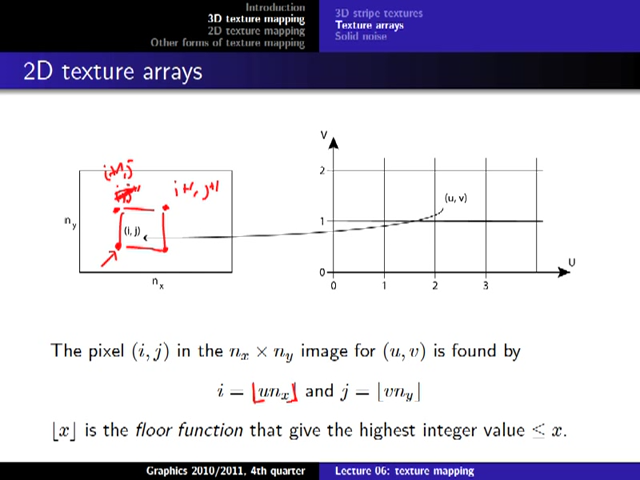 Introduction
3D texture mapping
2D texture mapping
Other forms of texture mapping
3D stripe textures
Texture arrays
Solid noise
2D texture arrays
i+1, j+1
(i, j)
n_y
n_x
V
2
1
0
(u, v)
U
0 1 2 3
The pixel (i, j) in the n_x × n_y image for (u, v) is found by
i = ⌊un_x⌋ and j = ⌊vn_y⌋
⌊x⌋ is the floor function that give the highest integer value ≤ x.
Graphics 2010/2011, 4th quarter
Lecture 06: texture mapping